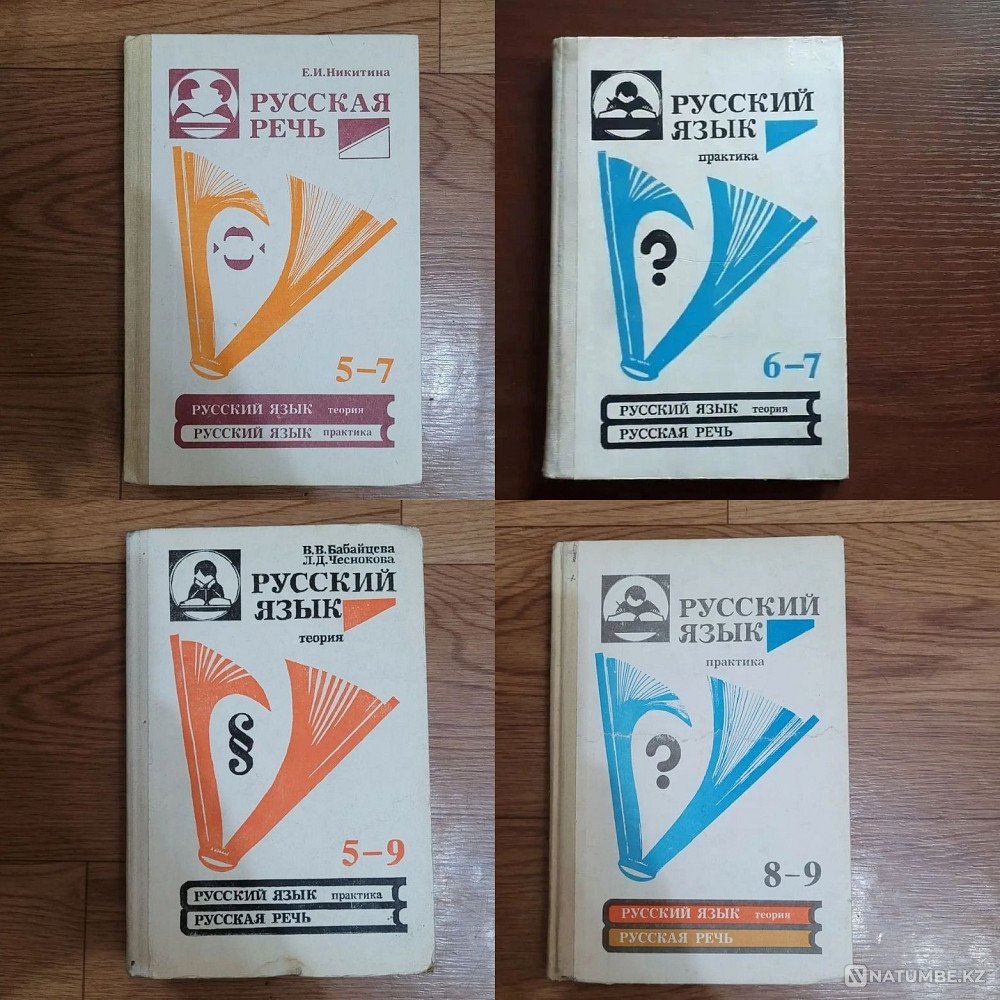 Е.И.Никитина
РУССКАЯ
РЕЧЬ
5–7
РУССКИЙ ЯЗЫК теория
РУССКИЙ ЯЗЫК практика
РУССКИЙ
ЯЗЫК
практика
?
6–7
РУССКИЙ ЯЗЫК теория
РУССКАЯ РЕЧЬ
В.В.Бабайцева
Л.Д.Чеснокова
РУССКИЙ
ЯЗЫК
теория
§
5–9
РУССКИЙ ЯЗЫК практика
РУССКАЯ РЕЧЬ
РУССКИЙ
ЯЗЫК
практика
?
8–9
РУССКИЙ ЯЗЫК теория
РУССКАЯ РЕЧЬ
NATUMBE.KZ